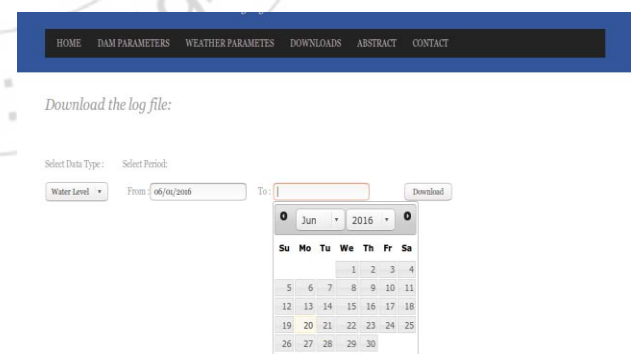 HOME DAM PARAMETERS WEATHER PARAMETES DOWNLOADS ABSTRACT CONTACT
Download the log file:
Select Data Type : Select Period:
Water Level From : 06/01/2016 To : Download
Jun 2016
Su Mo Tu We Th Fr Sa
1 2 3 4
5 6 7 8 9 10 11
12 13 14 15 16 17 18
19 20 21 22 23 24 25
26 27 28 29 30